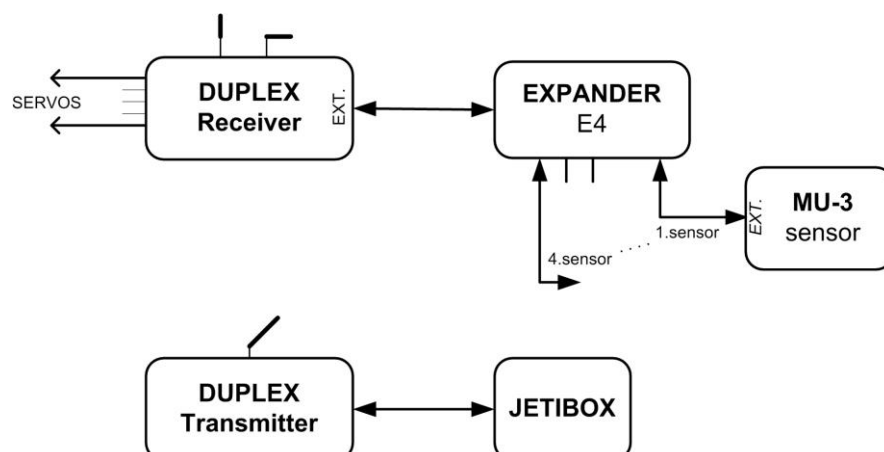 SERVOS
DUPLEX
Receiver
EXT.
EXPANDER
E4
1.sensor
4.sensor
EXT.
MU-3
sensor
DUPLEX
Transmitter
JETIBOX